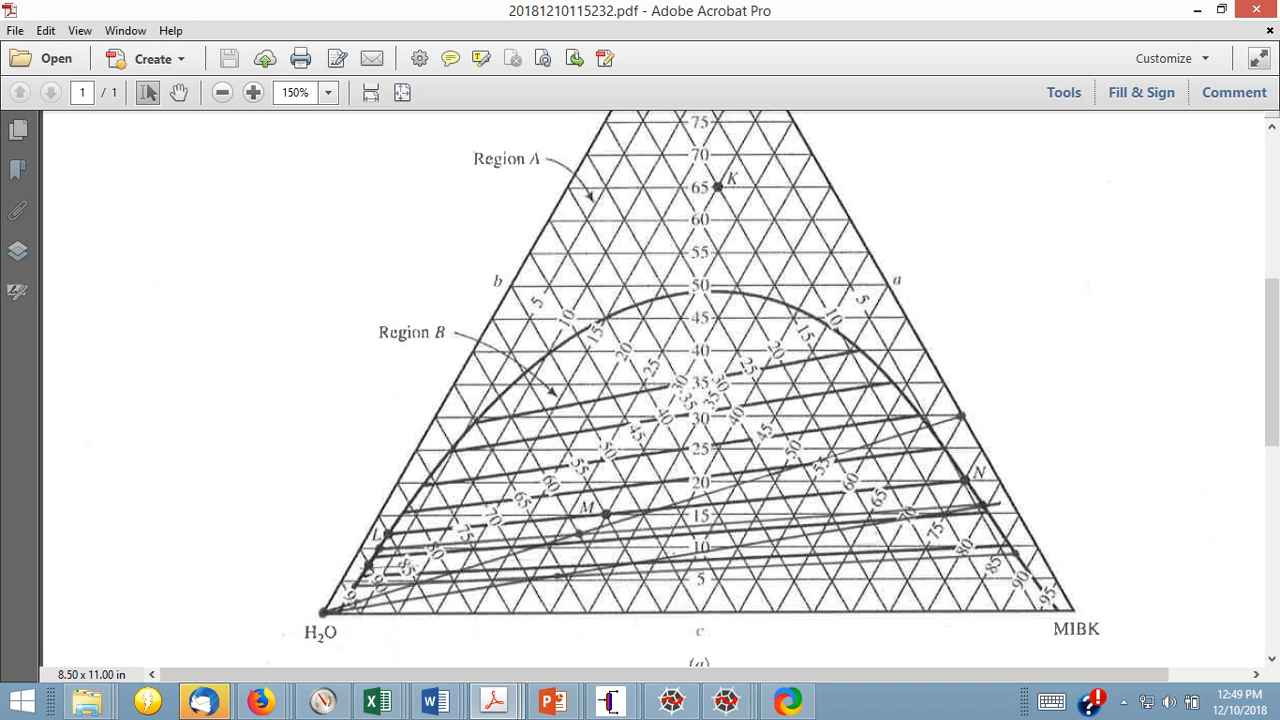 20181210115232.pdf - Adobe Acrobat Pro
File Edit View Window Help
Open Create Customize
1 / 1 150% Tools Fill & Sign Comment
75
Region A 70
65 K
60
55
b 50 a
5 5
10 45 10
Region B 15 15
20 40 20
25 35 25
30 30
35 35
40 30 40
45 45
50 25 50
55 55
60 20 60 N
65 65
M 15
70 70
L 75 75
80 10 80
85 5 85
90 90
95 95
H₂O c MIBK
(a)
8.50 x 11.00 in
12:49 PM
12/10/2018